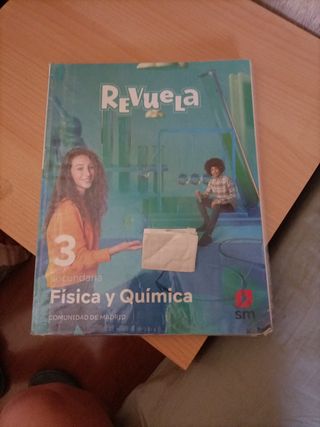 REVUELA
3
Secundaria
Física y Química
COMUNIDAD DE MADRID
sm